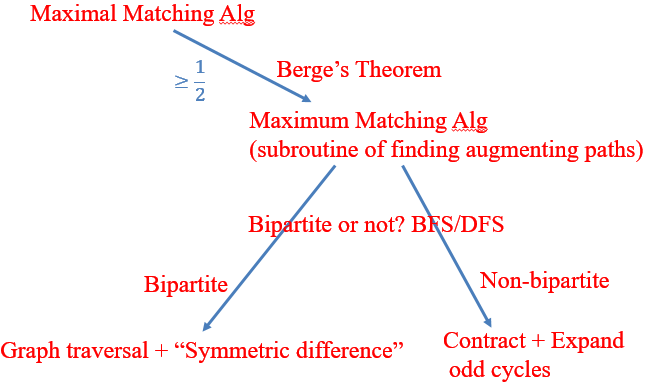 Maximal Matching Alg
≥ 1/2
Berge’s Theorem
Maximum Matching Alg
(subroutine of finding augmenting paths)
Bipartite or not? BFS/DFS
Bipartite
Non-bipartite
Graph traversal + “Symmetric difference”
Contract + Expand
odd cycles